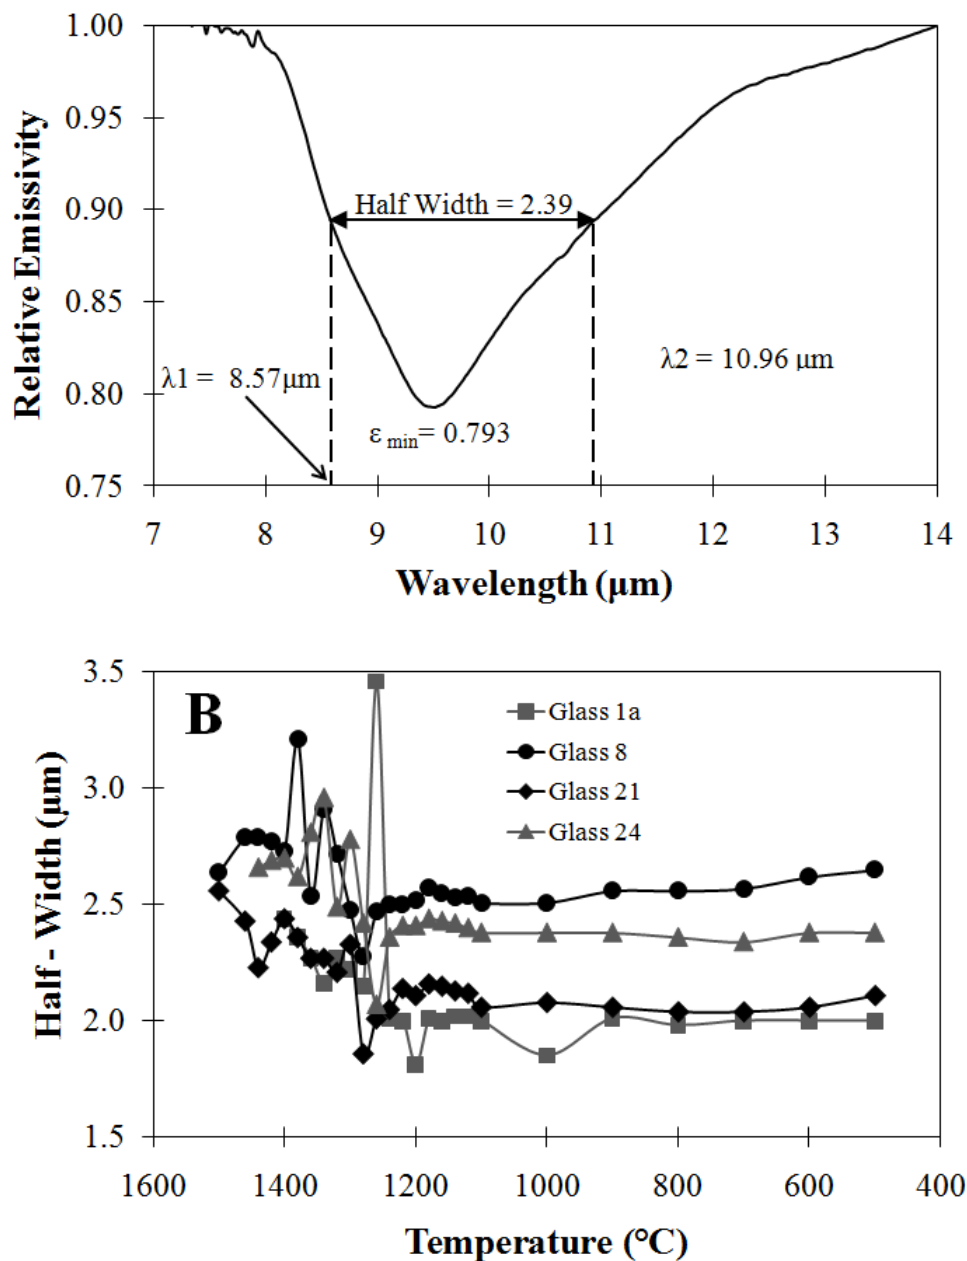 1.00
0.95
0.90
0.85
0.80
0.75
Relative Emissivity
Half Width = 2.39
λ1 =  8.57μm
λ2 = 10.96 μm
ε min= 0.793
7 8 9 10 11 12 13 14
Wavelength (μm)
B
3.5
3.0
2.5
2.0
1.5
Half - Width (μm)
Glass 1a
Glass 8
Glass 21
Glass 24
1600 1400 1200 1000 800 600 400
Temperature (°C)